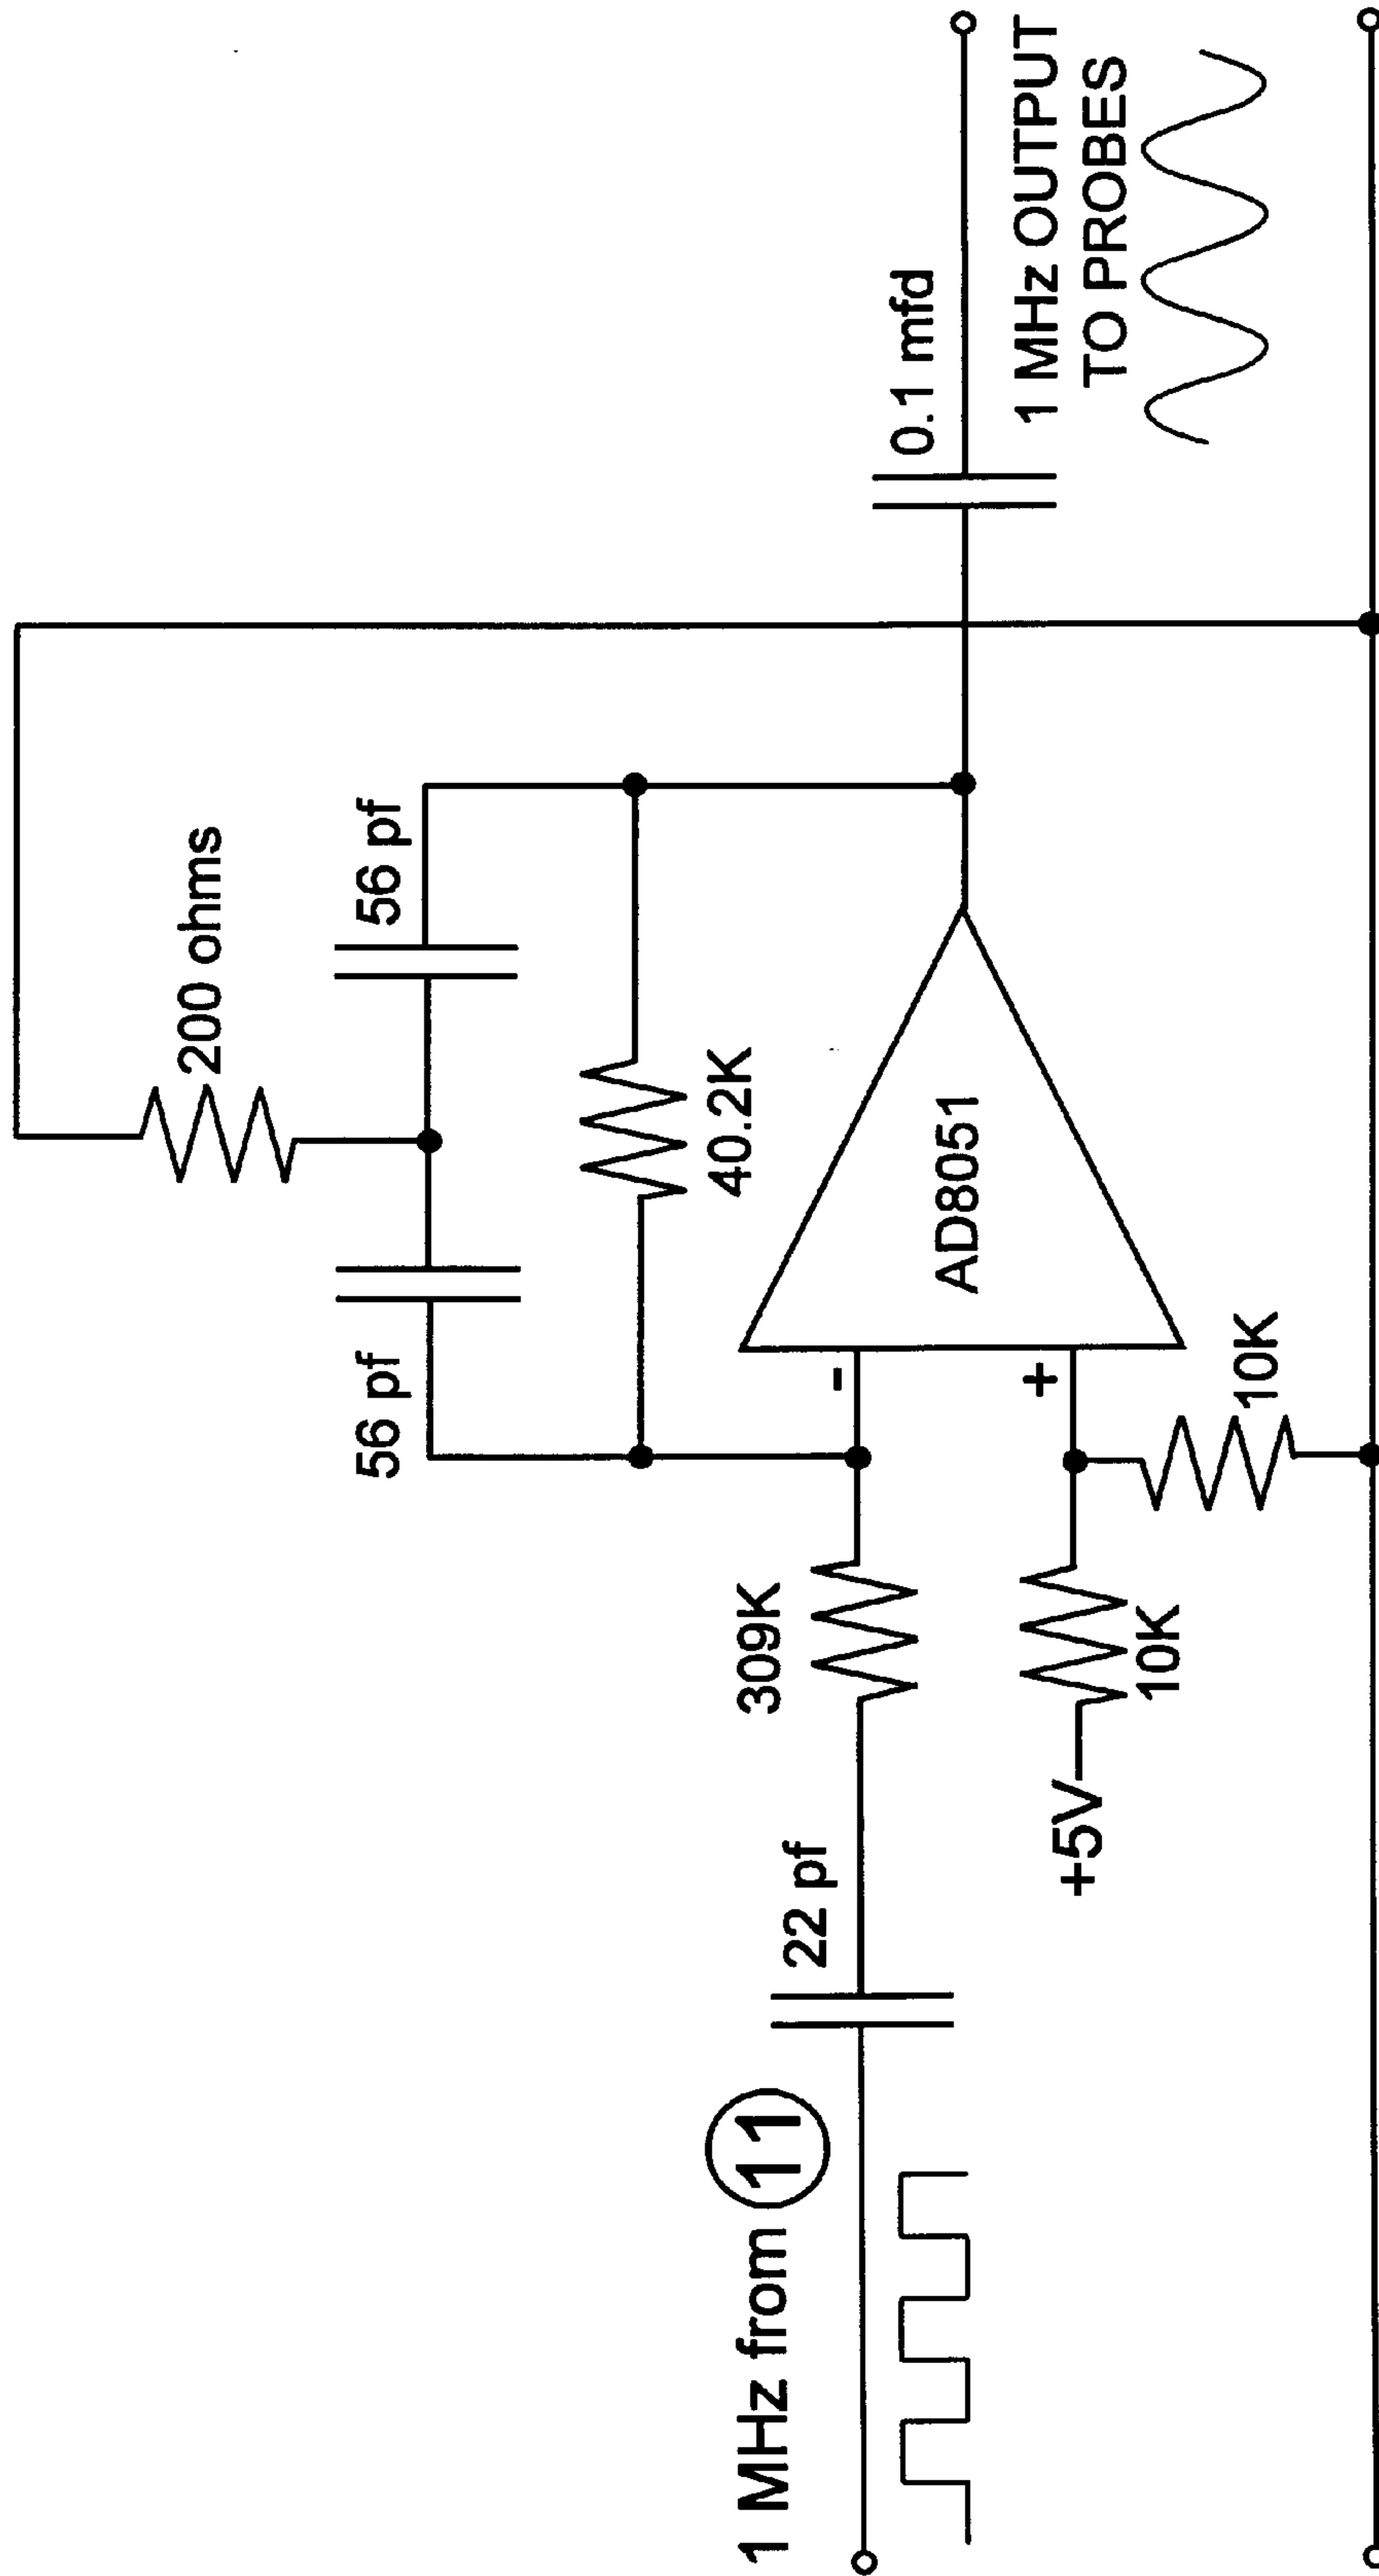 200 ohms
56 pf
56 pf
40.2K
0.1 mfd
309K
-
AD8051
1 MHz from 11
22 pf
+
1 MHz OUTPUT
TO PROBES
+5V
10K
10K